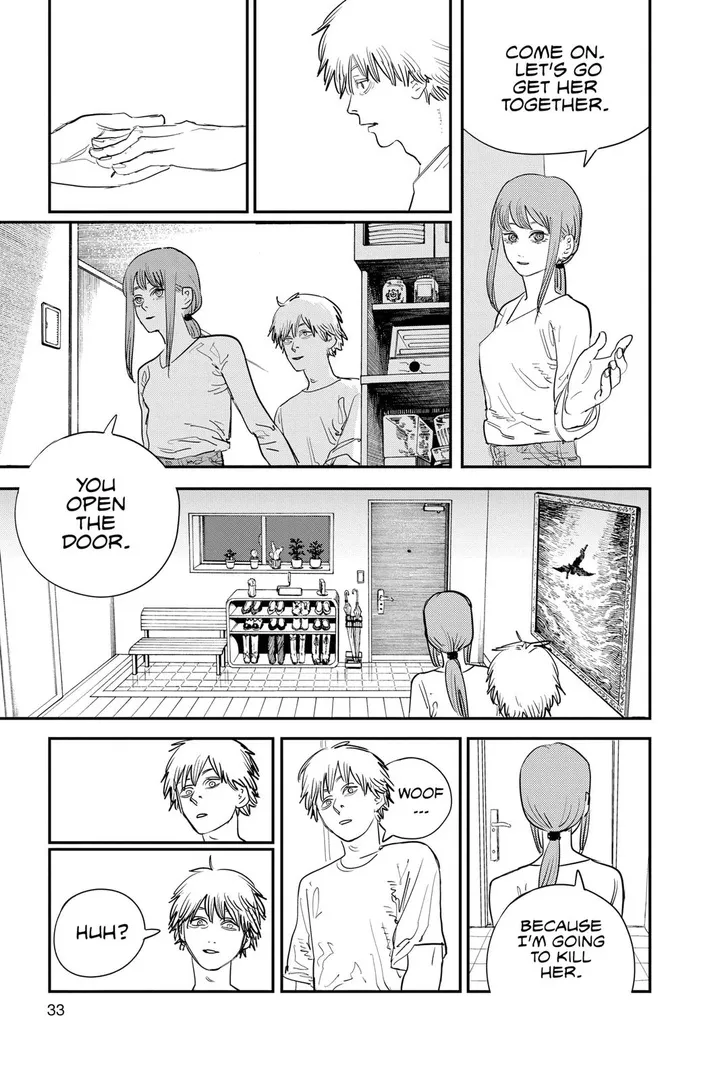 COME ON.
LET'S GO
GET HER
TOGETHER.
YOU
OPEN
THE
DOOR.
BECAUSE
I'M GOING
TO KILL
HER.
WOOF
---
HUH?
33